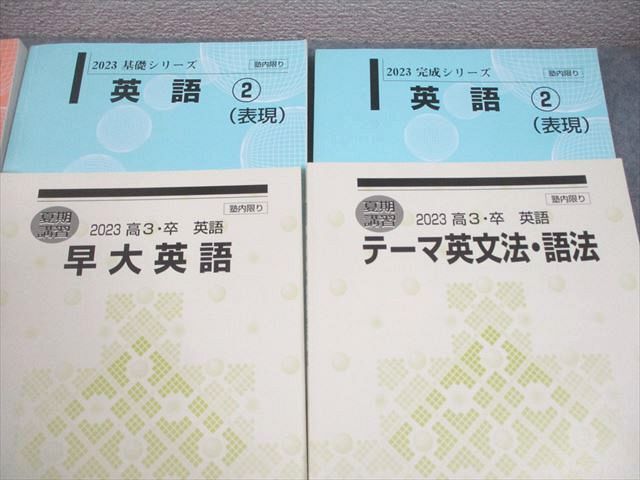 2023 基礎シリーズ
塾内限り
英語 ②
(表現)
2023 完成シリーズ
塾内限り
英語 ②
(表現)
塾内限り
夏期
講習
2023 高3・卒 英語
早大英語
塾内限り
夏期
講習
2023 高3・卒 英語
テーマ英文法・語法